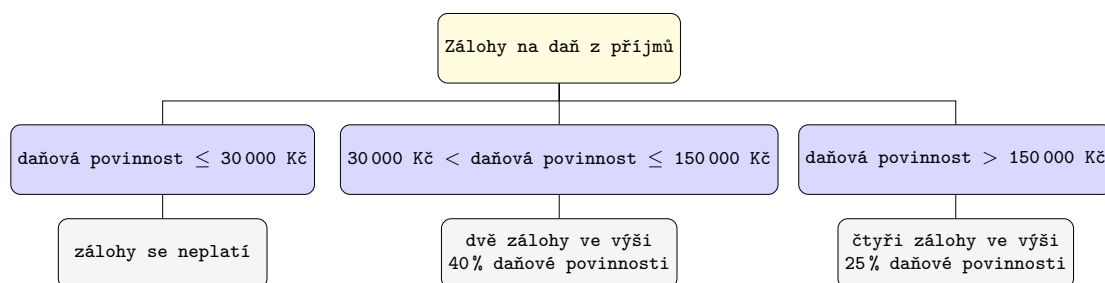 Zálohy na daň z příjmů
daňová povinnost ≤ 30 000 Kč
30 000 Kč < daňová povinnost ≤ 150 000 Kč
daňová povinnost > 150 000 Kč
zálohy se neplatí
dvě zálohy ve výši
40 % daňové povinnosti
čtyři zálohy ve výši
25 % daňové povinnosti